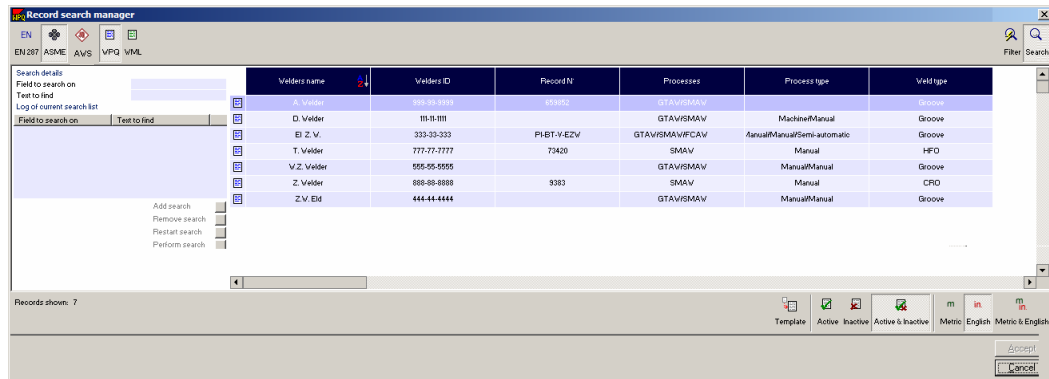 WPQ Record search manager
EN
EN 287 ASME AWS WPQ WML
Filter Search
Search details
Field to search on
Text to find
Log of current search list
Field to search on Text to find
Add search
Remove search
Restart search
Perform search
Welders name Welders ID Record N° Processes Process type Weld type
A. Welder 999-99-9999 659852 GTAW/SMAW Groove
D. Welder 111-11-1111 GTAW/SMAW Machine/Manual Groove
El Z. W. 333-33-333 PI-BT-V-EZW GTAW/SMAW/FCAW Manual/Manual/Semi-automatic Groove
T. Welder 777-77-7777 73420 SMAW Manual HFO
W.Z. Welder 555-55-5555 GTAW/SMAW Manual/Manual Groove
Z. Welder 888-88-8888 9383 SMAW Manual CRO
Z.W. Eld 444-44-4444 GTAW/SMAW Manual/Manual Groove
Records shown: 7
m in. m in.
Template Active Inactive Active & Inactive Metric English Metric & English
Accept
Cancel